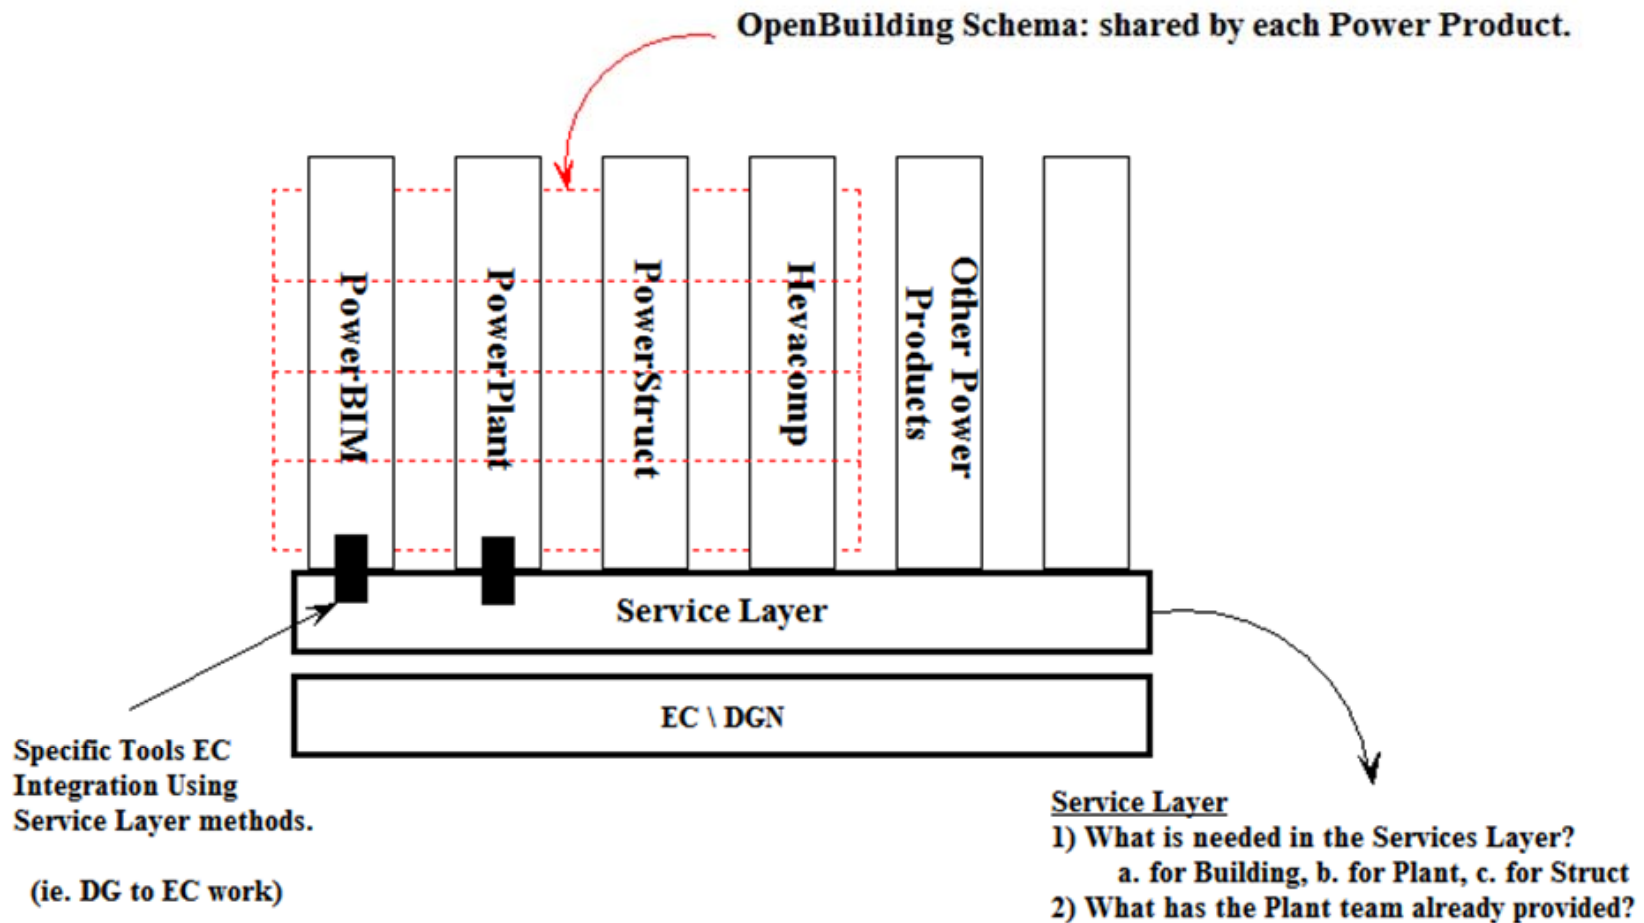 OpenBuilding Schema: shared by each Power Product.
PowerBIM
PowerPlant
PowerStruct
Hevacomp
Other Power
Products
Service Layer
EC \ DGN
Specific Tools EC
Integration Using
Service Layer methods.
(ie. DG to EC work)
Service Layer
1) What is needed in the Services Layer?
a. for Building, b. for Plant, c. for Struct
2) What has the Plant team already provided?